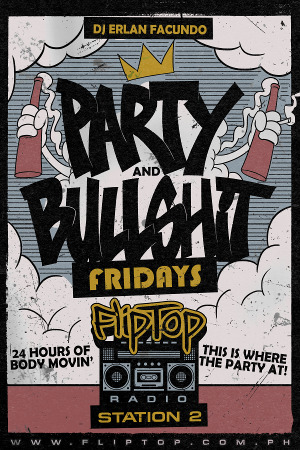 DJ ERLAN FACUNDO
PARTY
AND
BULLSHiT
FRIDAYS
FLiPTOP
24 HOURS OF
BODY MOVIN'
THIS IS WHERE
THE PARTY AT!
RADIO
STATION 2
WWW.FLIPTOP.COM.PH